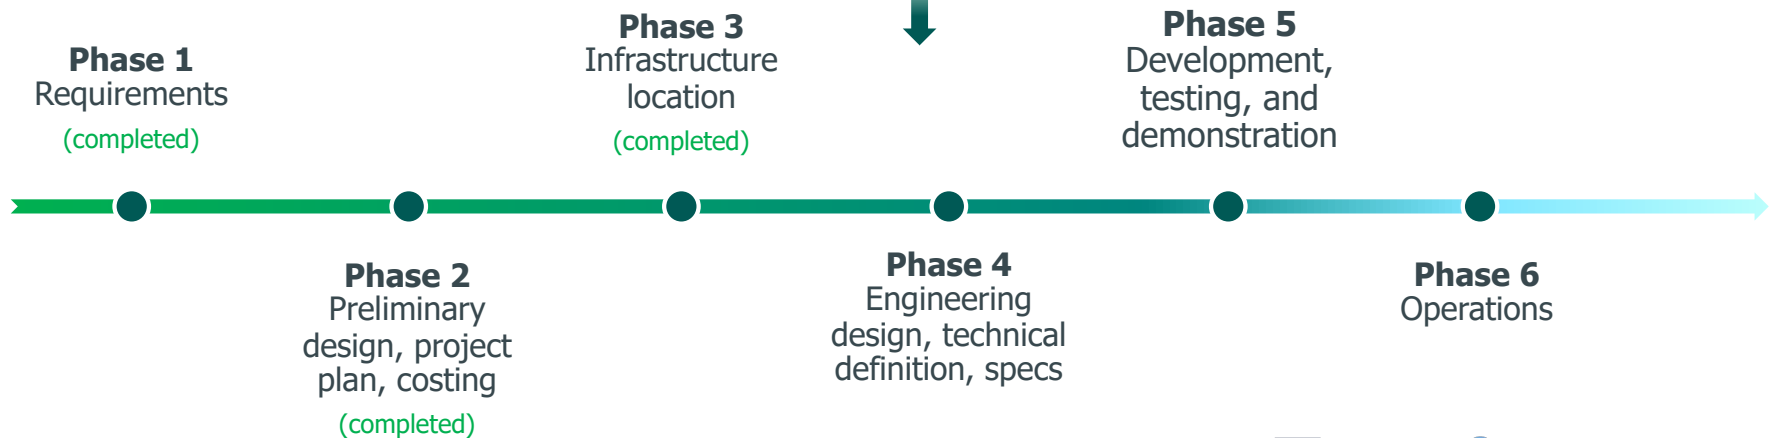 Phase 1
Requirements
(completed)
Phase 2
Preliminary
design, project
plan, costing
(completed)
Phase 3
Infrastructure
location
(completed)
Phase 4
Engineering
design, technical
definition, specs
Phase 5
Development,
testing, and
demonstration
Phase 6
Operations